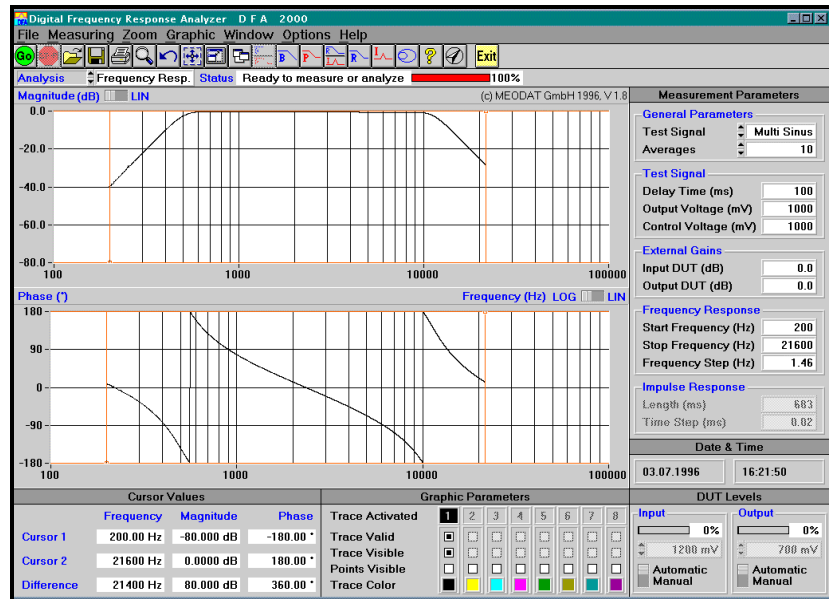 Digital Frequency Response Analyzer D F A 2000
File Measuring Zoom Graphic Window Options Help
Go B P R I Exit
Analysis Frequency Resp. Status Ready to measure or analyze 100%
Magnitude (dB) LIN (c) MEODAT GmbH 1996, V 1.8
0.0
-20.0
-40.0
-60.0
-80.0
100 1000 10000 100000
Phase (°) Frequency (Hz) LOG LIN
180
90
0
-90
-180
100 1000 10000 100000
Measurement Parameters
General Parameters
Test Signal Multi Sinus
Averages 10
Test Signal
Delay Time (ms) 100
Output Voltage (mV) 1000
Control Voltage (mV) 1000
External Gains
Input DUT (dB) 0.0
Output DUT (dB) 0.0
Frequency Response
Start Frequency (Hz) 200
Stop Frequency (Hz) 21600
Frequency Step (Hz) 1.46
Impulse Response
Length (ms) 683
Time Step (ms) 0.02
Date & Time
03.07.1996 16:21:50
Cursor Values
Frequency Magnitude Phase
Cursor 1 200.00 Hz -80.000 dB -180.00 °
Cursor 2 21600 Hz 0.0000 dB 180.00 °
Difference 21400 Hz 80.000 dB 360.00 °
Graphic Parameters
Trace Activated 1 2 3 4 5 6 7 8
Trace Valid
Trace Visible
Points Visible
Trace Color
DUT Levels
Input Output
0% 0%
1200 mV 700 mV
Automatic Automatic
Manual Manual